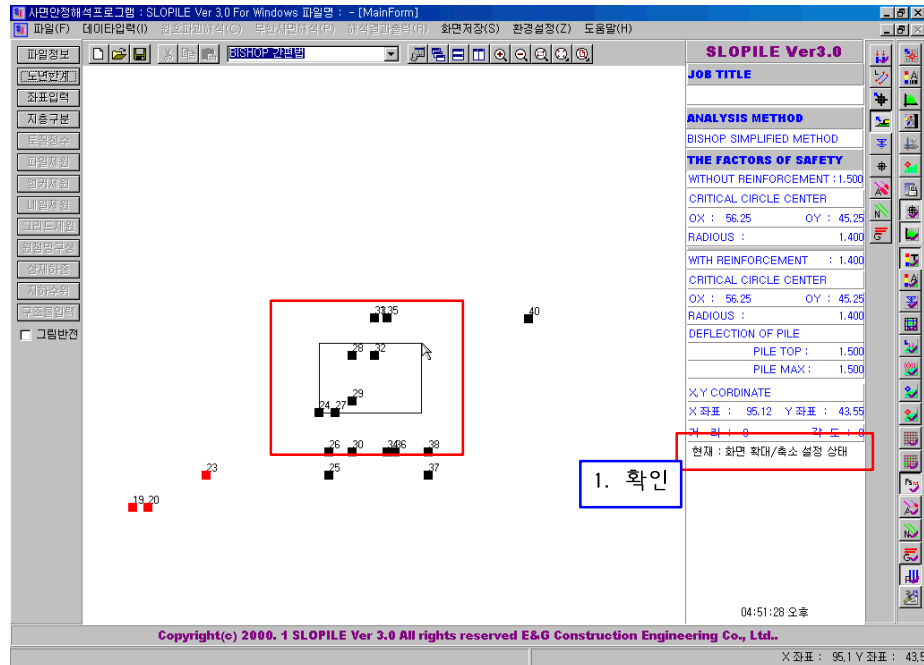 사면안정해석프로그램 : SLOPILE Ver 3,0 For Windows 파일명 : - [MainForm]
파일(F) 데이타입력(I) 원호파괴해석(C) 무한사면해석(P) 해석결과출력(R) 화면저장(S) 환경설정(Z) 도움말(H)
파일정보
도면한계
좌표입력
지층구분
토질정수
파일제원
앵커제원
네일제원
그리드제원
원점망구성
상재하중
지하수위
구조물입력
그림반전
BISHOP 간편법
33 35
40
28 32
29
24 27
26 30 34 36 38
23
25
37
19 20
1. 확인
SLOPILE Ver3.0
JOB TITLE
ANALYSIS METHOD
BISHOP SIMPLIFIED METHOD
THE FACTORS OF SAFETY
WITHOUT REINFORCEMENT : 1.500
CRITICAL CIRCLE CENTER
OX : 56.25 OY : 45.25
RADIOUS : 1.400
WITH REINFORCEMENT : 1.400
CRITICAL CIRCLE CENTER
OX : 56.25 OY : 45.25
RADIOUS : 1.400
DEFLECTION OF PILE
PILE TOP : 1.500
PILE MAX : 1.500
X,Y CORDINATE
X 좌표 : 95.12 Y 좌표 : 43.55
거 리 : 0 각 도 : 0
현재 : 화면 확대/축소 설정 상태
04:51:28 오후
Copyright(c) 2000. 1 SLOPILE Ver 3.0 All rights reserved E&G Construction Engineering Co., Ltd..
X 좌표 : 95,1 Y 좌표 : 43,5